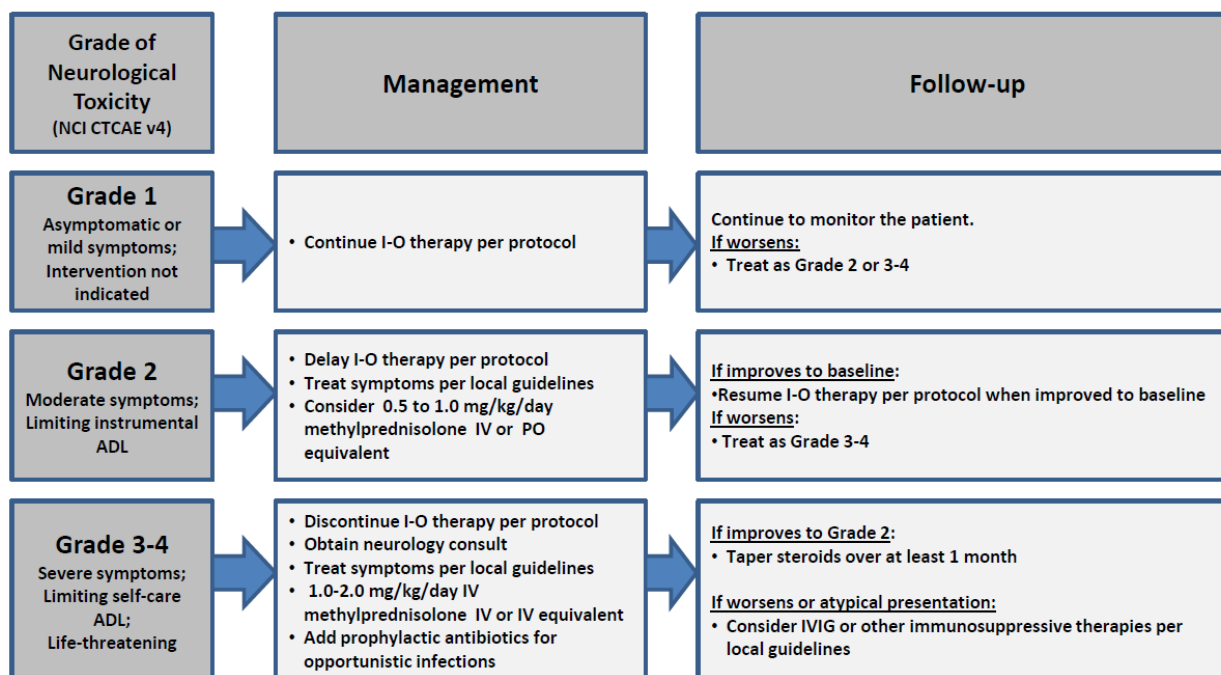 Grade of
Neurological
Toxicity
(NCI CTCAE v4)
Management
Follow-up
Grade 1
Asymptomatic or
mild symptoms;
Intervention not
indicated
• Continue I-O therapy per protocol
Continue to monitor the patient.
If worsens:
• Treat as Grade 2 or 3-4
Grade 2
Moderate symptoms;
Limiting instrumental
ADL
• Delay I-O therapy per protocol
• Treat symptoms per local guidelines
• Consider 0.5 to 1.0 mg/kg/day
methylprednisolone IV or PO
equivalent
If improves to baseline:
•Resume I-O therapy per protocol when improved to baseline
If worsens:
• Treat as Grade 3-4
Grade 3-4
Severe symptoms;
Limiting self-care
ADL;
Life-threatening
• Discontinue I-O therapy per protocol
• Obtain neurology consult
• Treat symptoms per local guidelines
• 1.0-2.0 mg/kg/day IV
methylprednisolone IV or IV equivalent
• Add prophylactic antibiotics for
opportunistic infections
If improves to Grade 2:
• Taper steroids over at least 1 month
If worsens or atypical presentation:
• Consider IVIG or other immunosuppressive therapies per
local guidelines